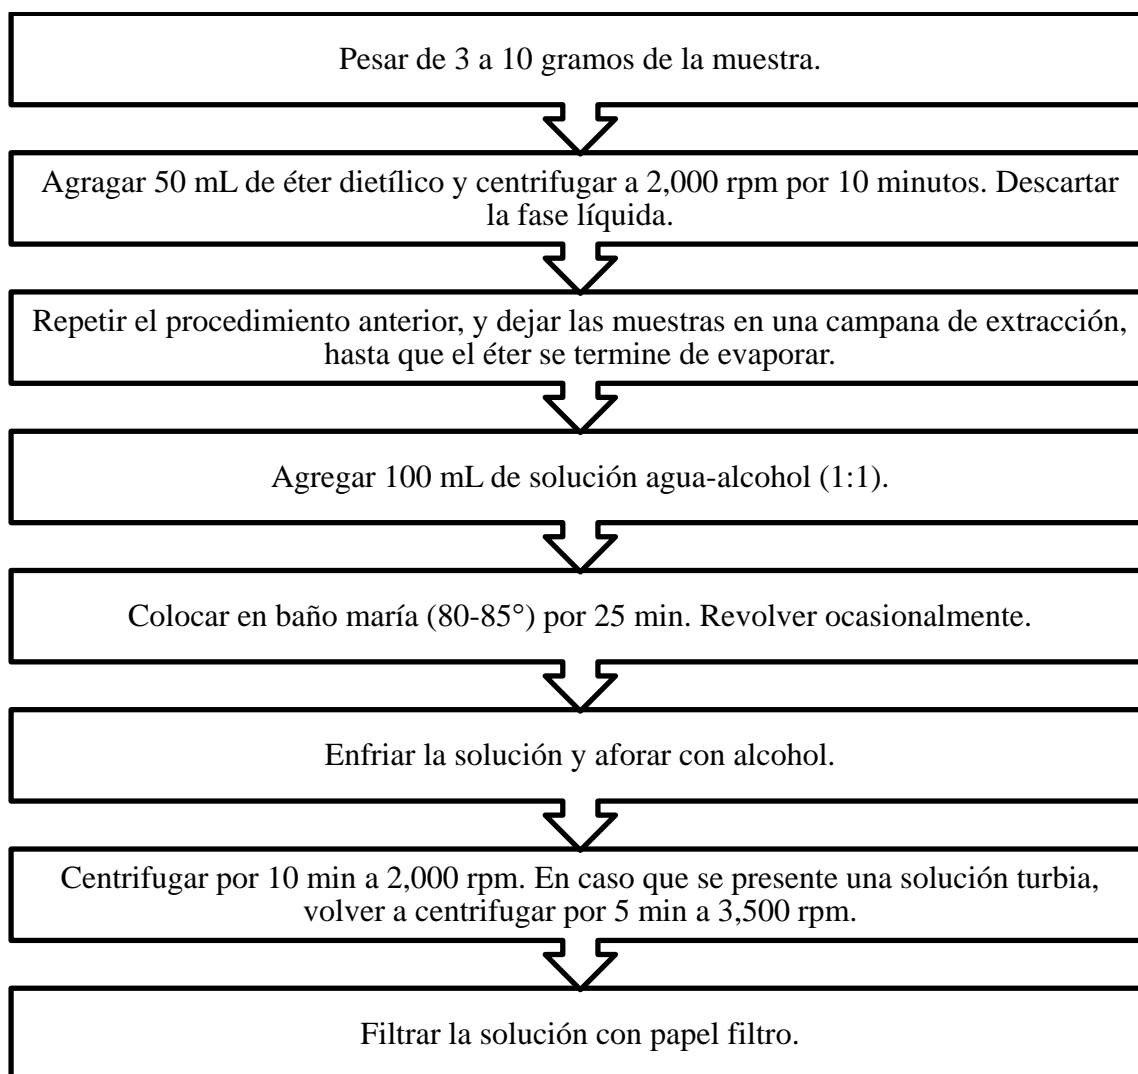 Pesar de 3 a 10 gramos de la muestra.
Agragar 50 mL de éter dietílico y centrifugar a 2,000 rpm por 10 minutos. Descartar
la fase líquida.
Repetir el procedimiento anterior, y dejar las muestras en una campana de extracción,
hasta que el éter se termine de evaporar.
Agregar 100 mL de solución agua-alcohol (1:1).
Colocar en baño maría (80-85°) por 25 min. Revolver ocasionalmente.
Enfriar la solución y aforar con alcohol.
Centrifugar por 10 min a 2,000 rpm. En caso que se presente una solución turbia,
volver a centrifugar por 5 min a 3,500 rpm.
Filtrar la solución con papel filtro.